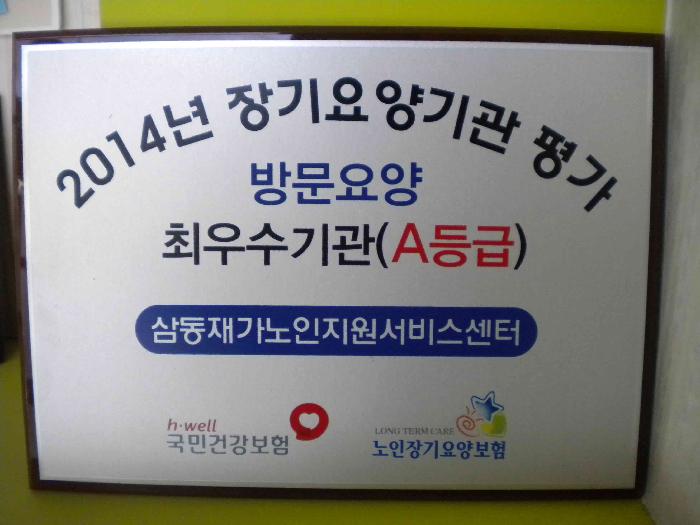 2014년 장기요양기관 평가
방문요양
최우수기관(A등급)
삼동재가노인지원서비스센터
h·well
국민건강보험
LONG TERM CARE
노인장기요양보험